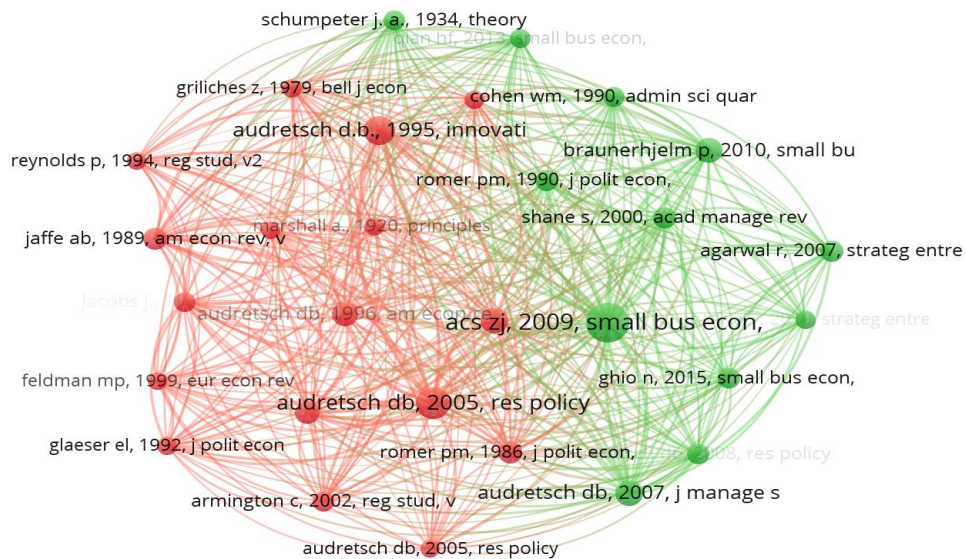 schumpeter j. a., 1934, theory
qian hf, 2013, small bus econ,
griliches z, 1979, bell j econ
cohen wm, 1990, admin sci quar
audretsch d.b., 1995, innovati
braunerhjelm p, 2010, small bu
reynolds p, 1994, reg stud, v2
romer pm, 1990, j polit econ,
shane s, 2000, acad manage rev
marshall a., 1920, principles
jaffe ab, 1989, am econ rev, v
agarwal r, 2007, strateg entre
jacobs j.,
audretsch db, 1996, am econ re
acs zj, 2009, small bus econ,
strateg entre
feldman mp, 1999, eur econ rev
ghio n, 2015, small bus econ,
audretsch db, 2005, res policy
glaeser el, 1992, j polit econ
romer pm, 1986, j polit econ,
res policy
armington c, 2002, reg stud, v
audretsch db, 2007, j manage s
audretsch db, 2005, res policy